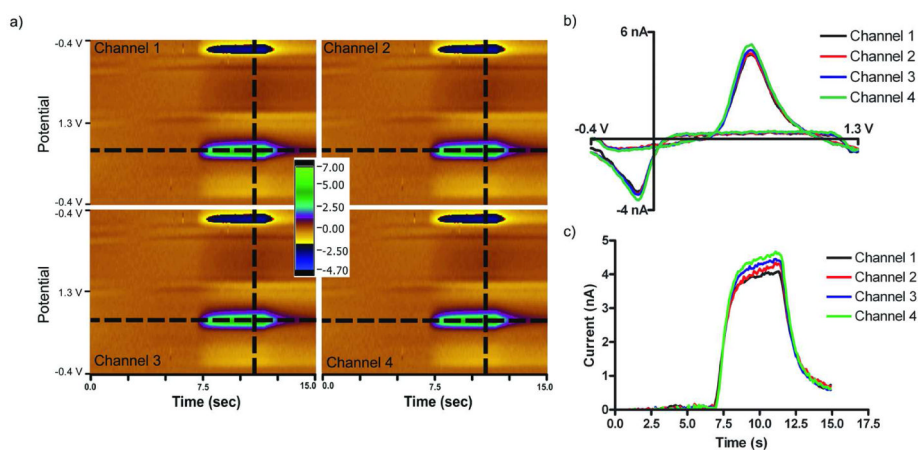 a)
-0.4 V
Channel 1
Channel 2
Potential
1.3 V
-0.4 V
-0.4 V
7.00
5.00
2.50
-0.00
-2.50
-4.70
Potential
1.3 V
-0.4 V
Channel 3
Channel 4
0.0
7.5
15.0
0.0
7.5
15.0
Time (sec)
Time (sec)
b)
6 nA
Channel 1
Channel 2
Channel 3
Channel 4
-0.4 V
1.3 V
-4 nA
c)
5
4
3
2
1
0
Current (nA)
Channel 1
Channel 2
Channel 3
Channel 4
0.0
2.5
5.0
7.5
10.0
12.5
15.0
17.5
Time (s)